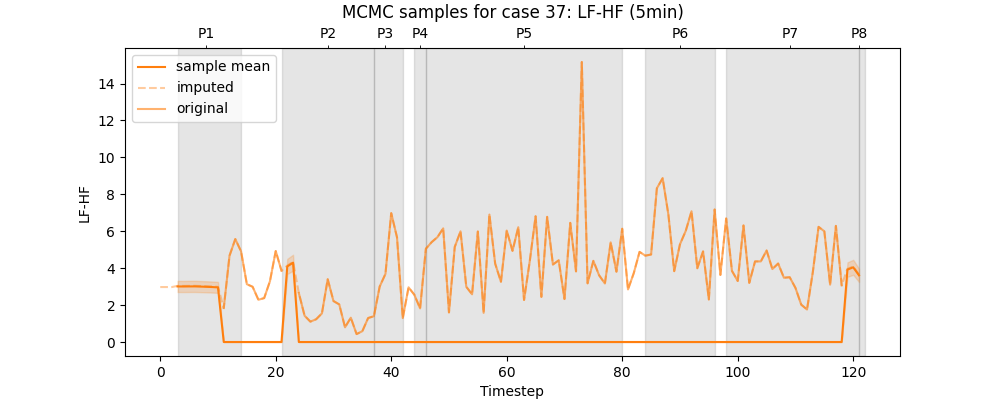 MCMC samples for case 37: LF-HF (5min)
P1 P2 P3 P4 P5 P6 P7 P8
sample mean
imputed
original
LF-HF
14
12
10
8
6
4
2
0
0 20 40 60 80 100 120
Timestep